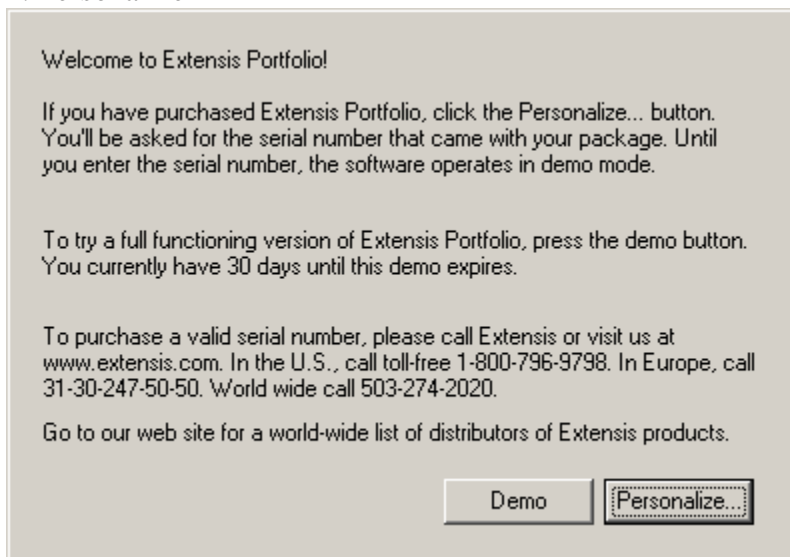 Welcome to Extensis Portfolio!
If you have purchased Extensis Portfolio, click the Personalize... button.
You'll be asked for the serial number that came with your package. Until
you enter the serial number, the software operates in demo mode.
To try a full functioning version of Extensis Portfolio, press the demo button.
You currently have 30 days until this demo expires.
To purchase a valid serial number, please call Extensis or visit us at
www.extensis.com. In the U.S., call toll-free 1-800-796-9798. In Europe, call
31-30-247-50-50. World wide call 503-274-2020.
Go to our web site for a world-wide list of distributors of Extensis products.
Demo
Personalize...